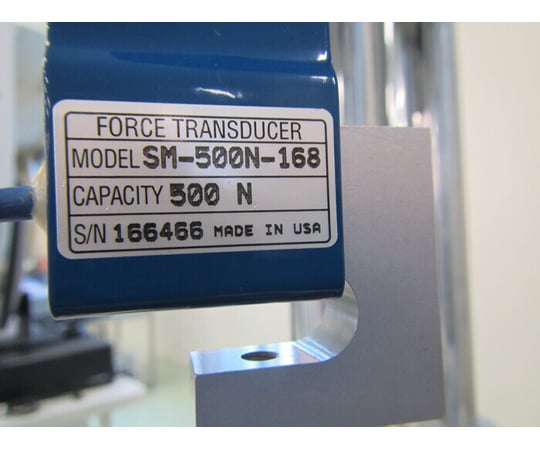 FORCE TRANSDUCER
MODEL SM-500N-168
CAPACITY 500 N
S/N 166466 MADE IN USA